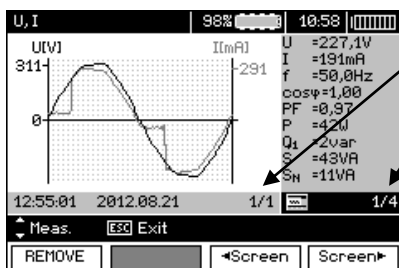 U,I 98% 10:58
U[V] I[mA]
311 291
0
U =227,1V
I =191mA
f =50,0Hz
cosφ=1,00
PF =0,97
P =42W
Q₁ =2var
S =43VA
Sɴ =11VA
12:55:01 2012.08.21 1/1 1/4
Meas. ESC Exit
REMOVE ◄Screen Screen►